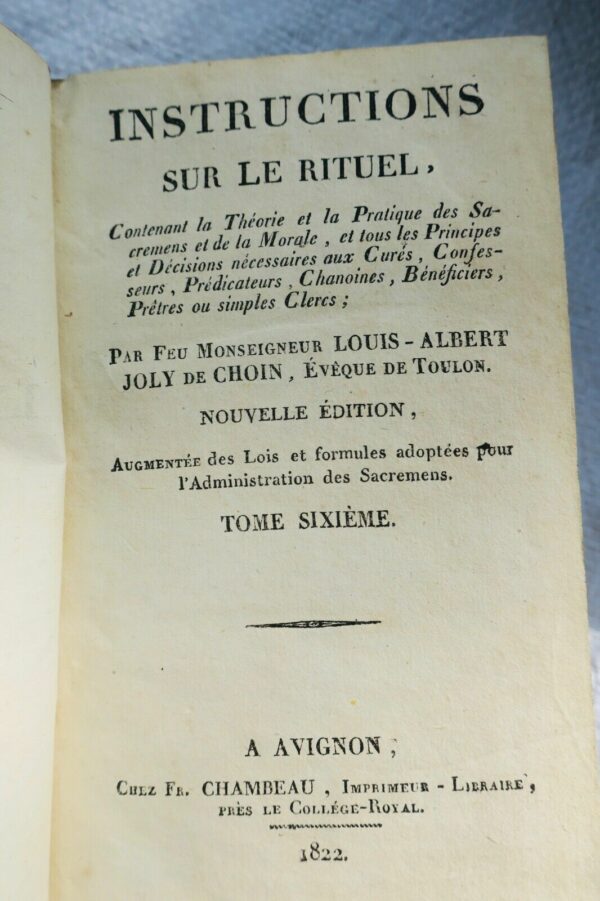 INSTRUCTIONS
SUR LE RITUEL,
Contenant la Théorie et la Pratique des Sa-
cremens et de la Morale, et tous les Principes
et Décisions nécessaires aux Curés, Confes-
seurs, Prédicateurs, Chanoines, Bénéficiers,
Prêtres ou simples Clercs;
PAR FEU MONSEIGNEUR LOUIS-ALBERT
JOLY DE CHOIN, ÉVÊQUE DE TOULON.
NOUVELLE ÉDITION,
AUGMENTÉE des Lois et formules adoptées pour
l'Administration des Sacremens.
TOME SIXIÈME.
A AVIGNON,
CHEZ FR. CHAMBEAU, IMPRIMEUR-LIBRAIRE,
PRÈS LE COLLÉGE-ROYAL.
1822.